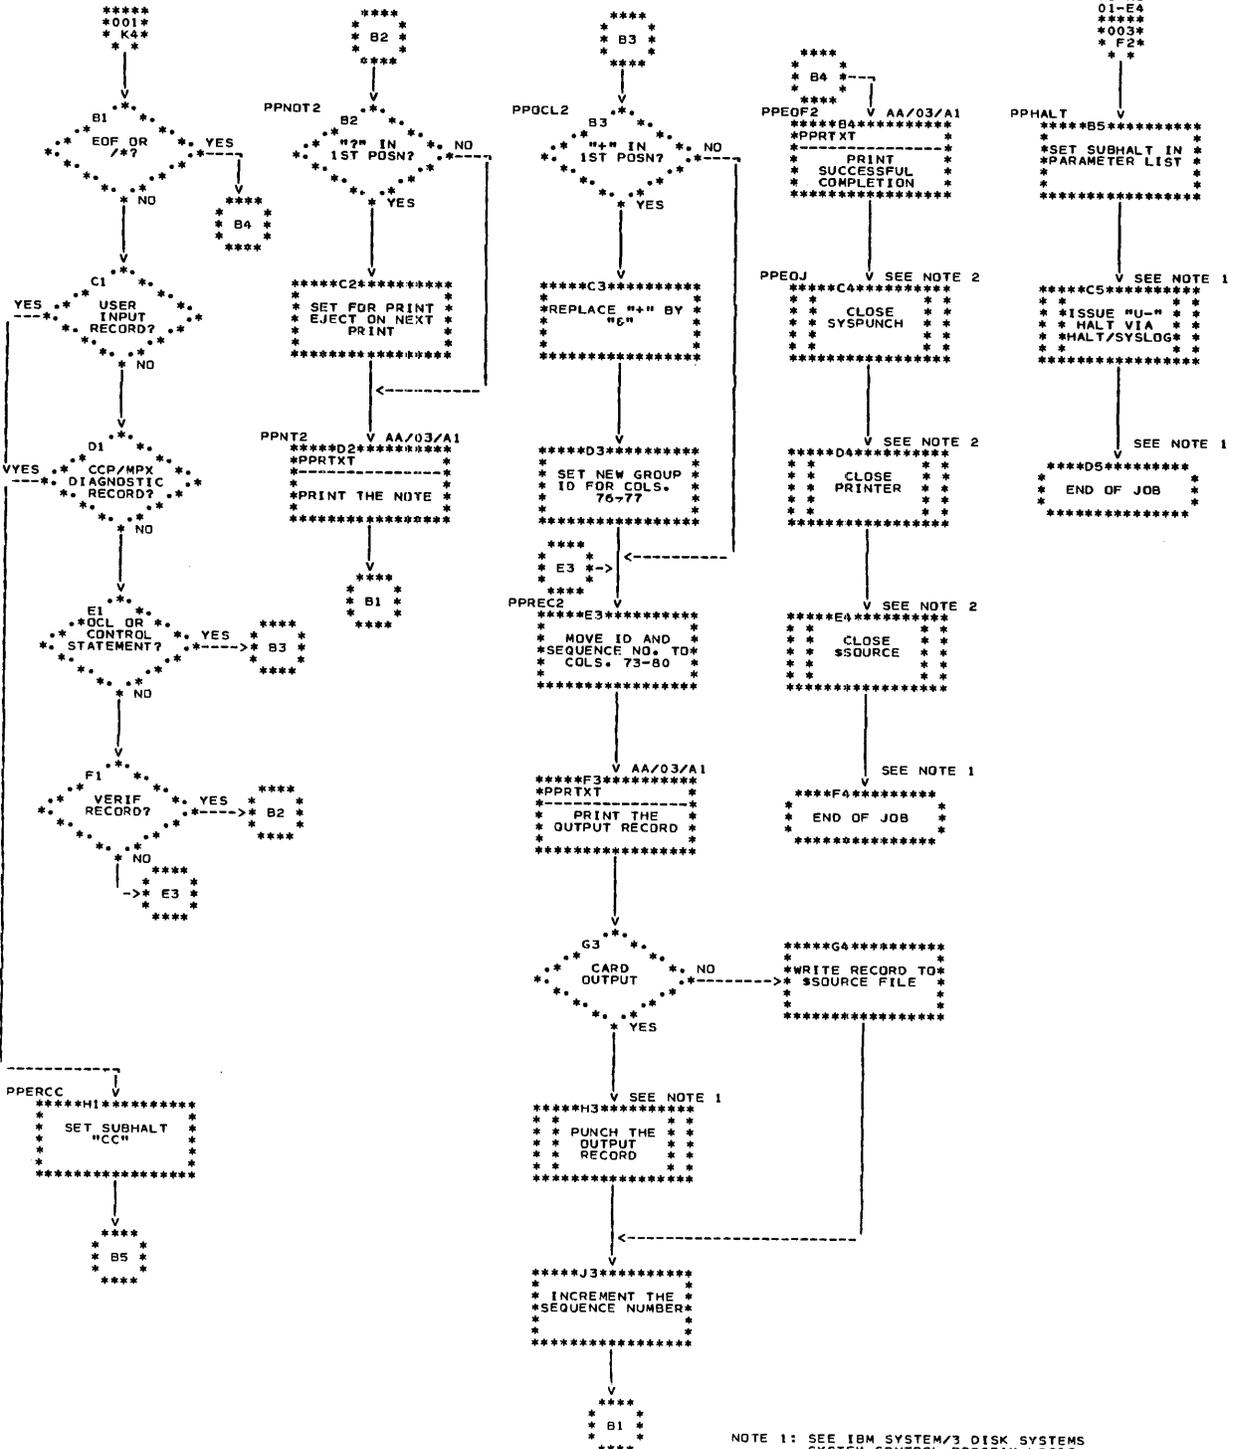 001
K4
B1
EOF OR
/*?
YES
NO
B4
C1
USER
INPUT
RECORD?
YES
NO
D1
CCP/MPX
DIAGNOSTIC
RECORD?
YES
NO
E1
OCL OR
CONTROL
STATEMENT?
YES
B3
NO
F1
VERIF
RECORD?
YES
B2
NO
E3
PPERCC
H1
SET SUBHALT
"CC"
B5
B2
PPNOT2
B2
"?" IN
1ST POSN?
NO
YES
C2
SET FOR PRINT
EJECT ON NEXT
PRINT
PPNT2
AA/03/A1
D2
PPRTXT
PRINT THE NOTE
B1
B3
PPOCL2
B3
"+" IN
1ST POSN?
NO
YES
C3
REPLACE "+" BY
"&"
D3
SET NEW GROUP
ID FOR COLS.
76-77
E3
PPREC2
E3
MOVE ID AND
SEQUENCE NO. TO
COLS. 73-80
AA/03/A1
F3
PPRTXT
PRINT THE
OUTPUT RECORD
G3
CARD
OUTPUT
NO
YES
SEE NOTE 1
H3
PUNCH THE
OUTPUT
RECORD
J3
INCREMENT THE
SEQUENCE NUMBER
B1
B4
PPEOF2
AA/03/A1
B4
PPRTXT
PRINT
SUCCESSFUL
COMPLETION
PPEOJ
SEE NOTE 2
C4
CLOSE
SYSPUNCH
SEE NOTE 2
D4
CLOSE
PRINTER
SEE NOTE 2
E4
CLOSE
$SOURCE
SEE NOTE 1
F4
END OF JOB
G4
WRITE RECORD TO
$SOURCE FILE
01-E4
003
F2
PPHALT
B5
SET SUBHALT IN
PARAMETER LIST
SEE NOTE 1
C5
ISSUE "U-"
HALT VIA
HALT/SYSLOG
SEE NOTE 1
D5
END OF JOB
NOTE 1: SEE IBM SYSTEM/3 DISK SYSTEMS